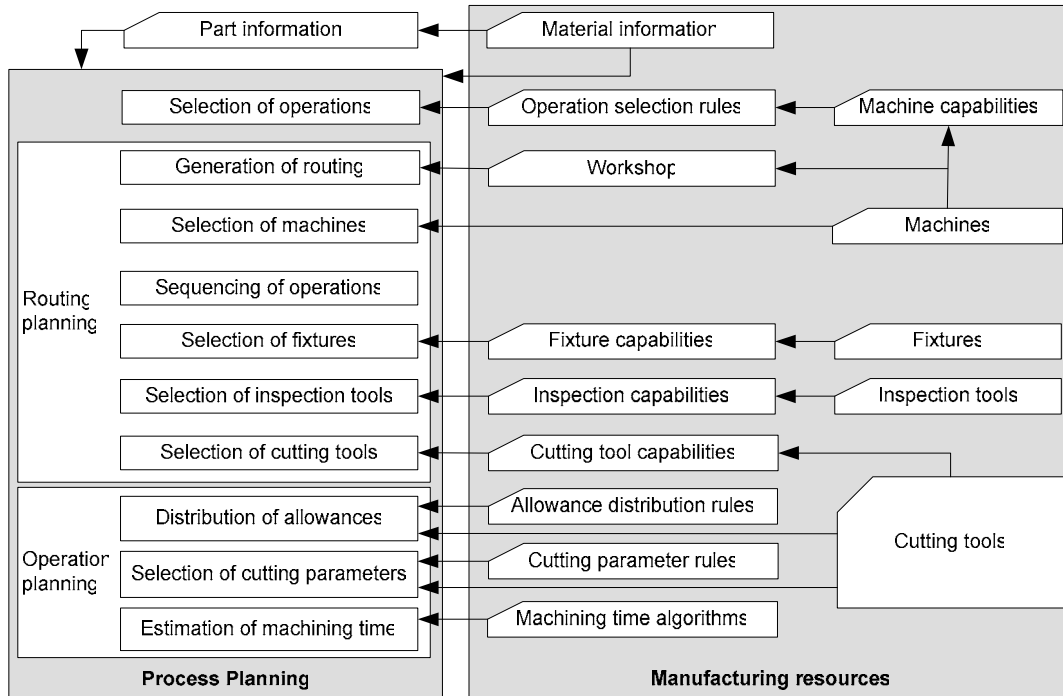 Part information
Material information
Selection of operations
Operation selection rules
Machine capabilities
Generation of routing
Workshop
Selection of machines
Machines
Sequencing of operations
Routing
planning
Selection of fixtures
Fixture capabilities
Fixtures
Selection of inspection tools
Inspection capabilities
Inspection tools
Selection of cutting tools
Cutting tool capabilities
Distribution of allowances
Allowance distribution rules
Cutting tools
Operation
planning
Selection of cutting parameters
Cutting parameter rules
Estimation of machining time
Machining time algorithms
Process Planning
Manufacturing resources